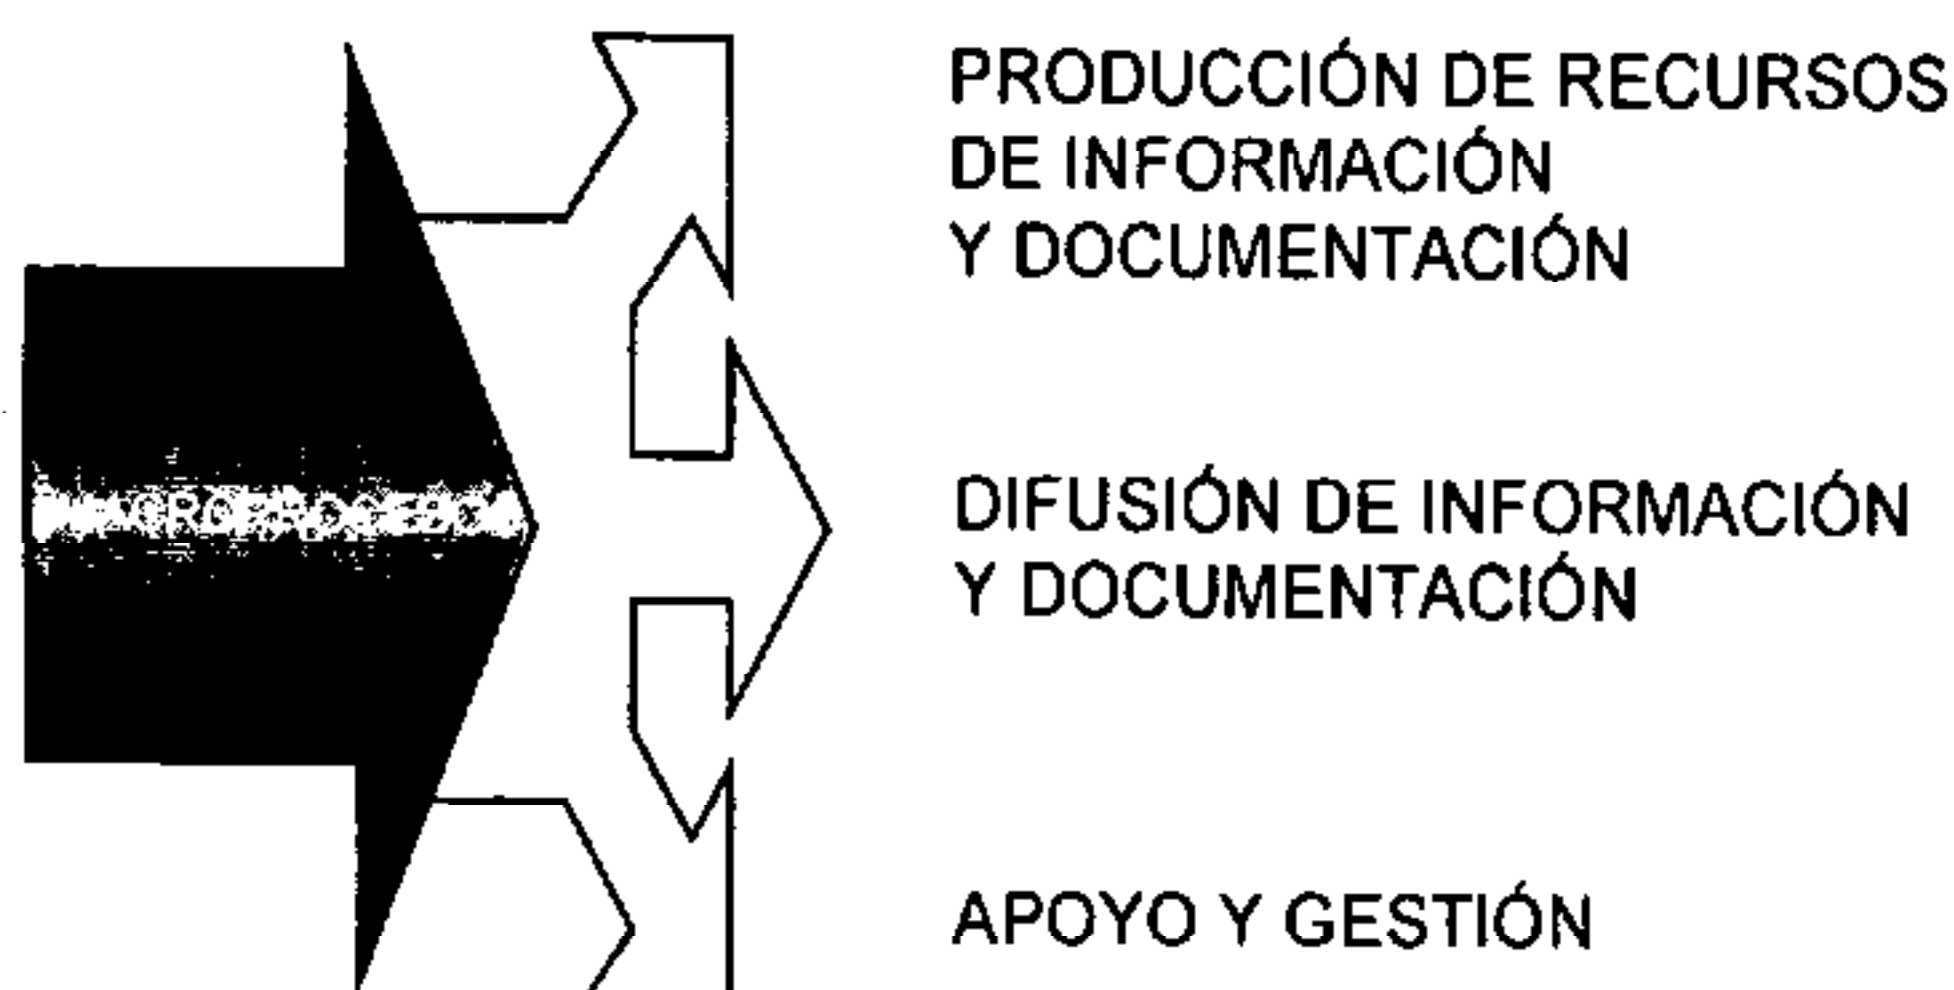 PRODUCCIÓN DE RECURSOS
DE INFORMACIÓN
Y DOCUMENTACIÓN
DIFUSIÓN DE INFORMACIÓN
Y DOCUMENTACIÓN
APOYO Y GESTIÓN